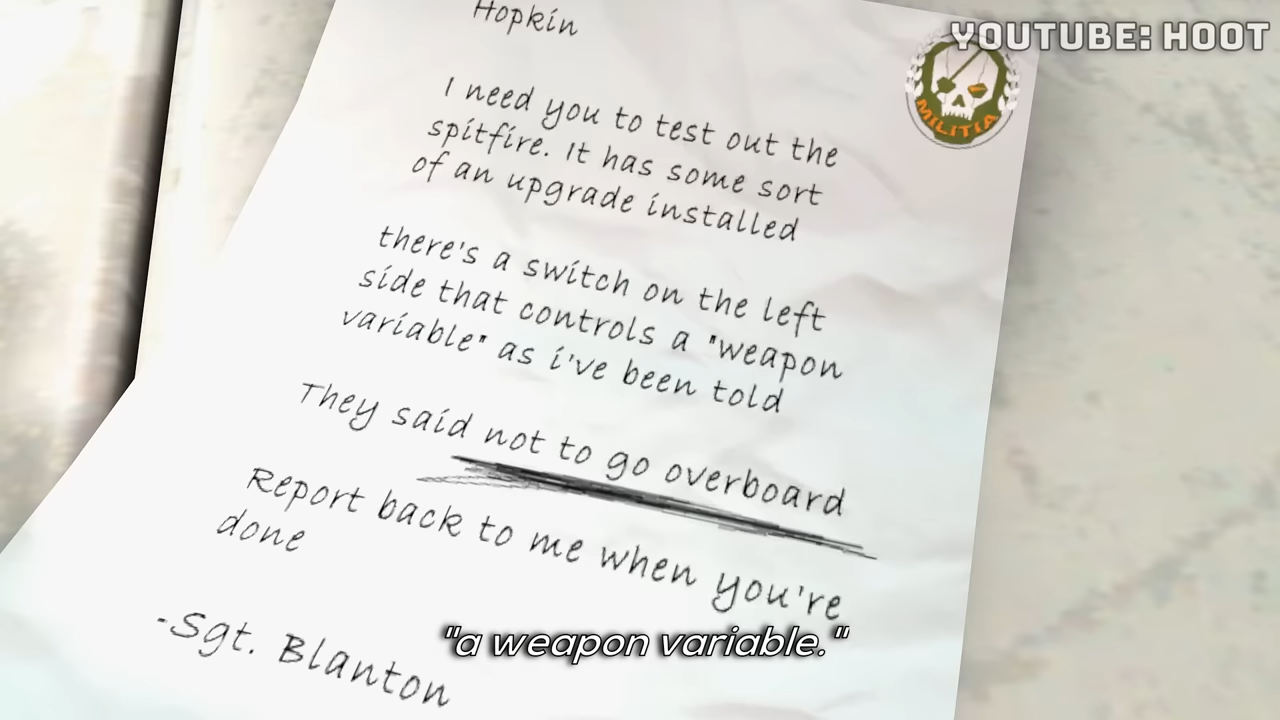 YOUTUBE: HOOT
Hopkin
MILITIA
I need you to test out the
spitfire. It has some sort
of an upgrade installed
there's a switch on the left
side that controls a "weapon
variable" as i've been told
They said not to go overboard
Report back to me when you're
done
-Sgt. Blanton
"a weapon variable."